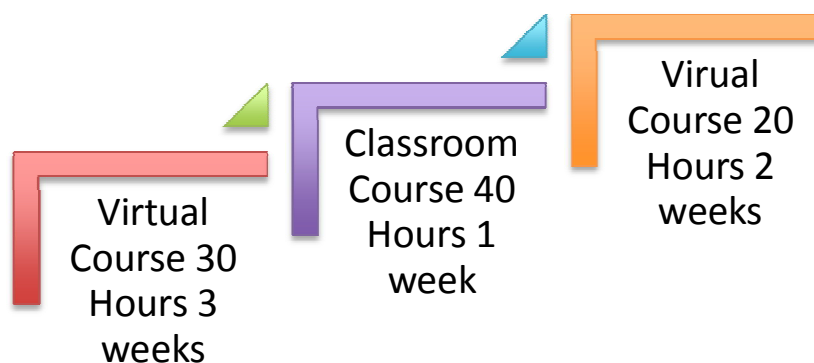 Virtual
Course 30
Hours 3
weeks
Classroom
Course 40
Hours 1
week
Virual
Course 20
Hours 2
weeks